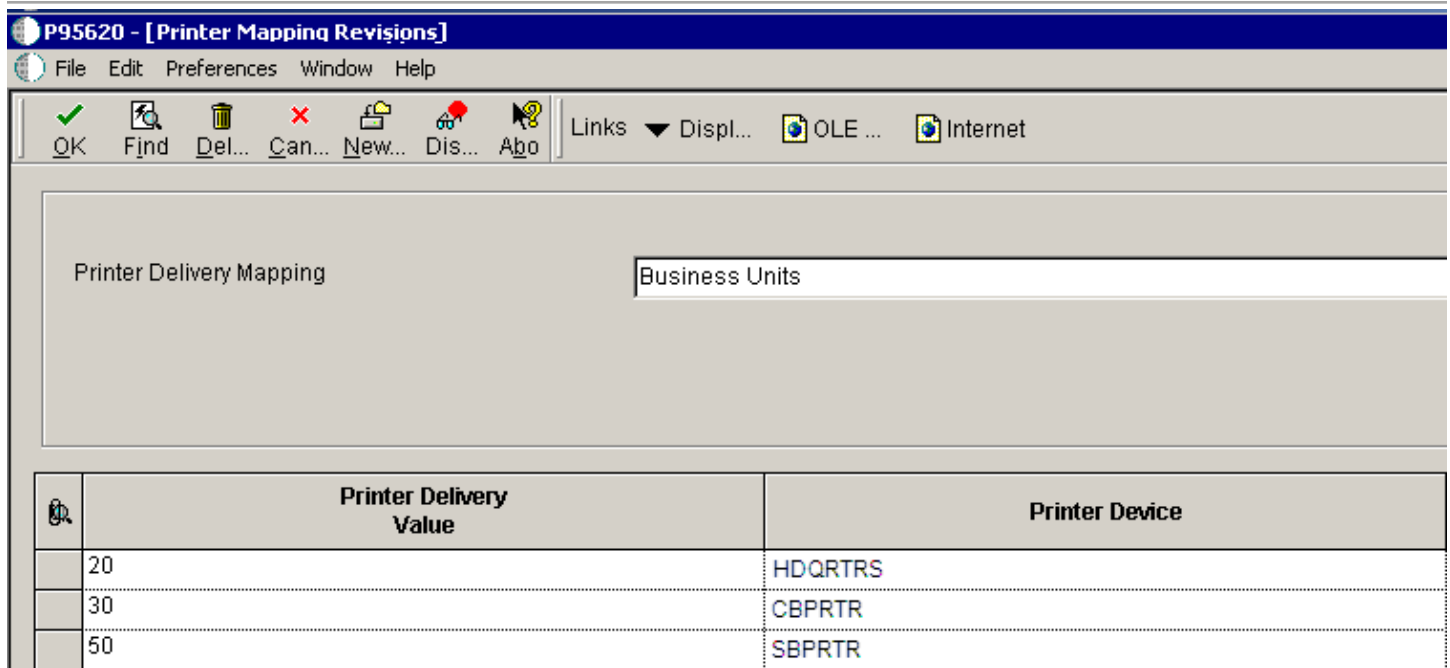 P95620 - [Printer Mapping Revisions]
File Edit Preferences Window Help
OK Find Del... Can... New... Dis... Abo Links Displ... OLE ... Internet
Printer Delivery Mapping Business Units
Printer Delivery
Value
Printer Device
20 HDQRTRS
30 CBPRTR
50 SBPRTR